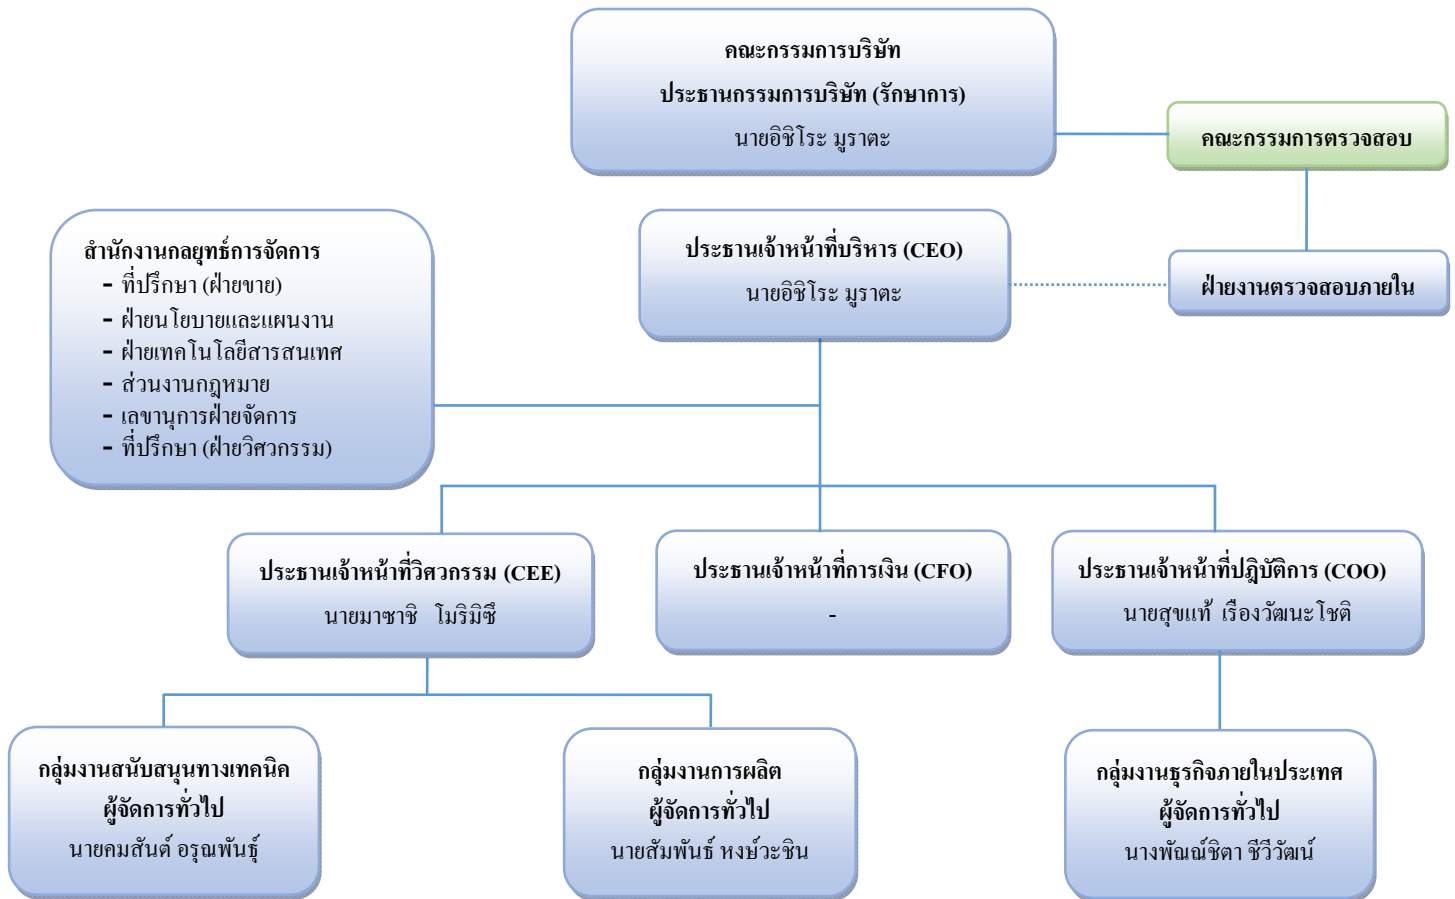 คณะกรรมการบริษัท
ประธานกรรมการบริษัท (รักษาการ)
นายอิชิโระ มูราตะ
คณะกรรมการตรวจสอบ
ประธานเจ้าหน้าที่บริหาร (CEO)
นายอิชิโระ มูราตะ
ฝ่ายงานตรวจสอบภายใน
สำนักงานกลยุทธ์การจัดการ
- ที่ปรึกษา (ฝ่ายขาย)
- ฝ่ายนโยบายและแผนงาน
- ฝ่ายเทคโนโลยีสารสนเทศ
- ส่วนงานกฎหมาย
- เลขานุการฝ่ายจัดการ
- ที่ปรึกษา (ฝ่ายวิศวกรรม)
ประธานเจ้าหน้าที่วิศวกรรม (CEE)
นายมาซาชิ โมริมิซึ
ประธานเจ้าหน้าที่การเงิน (CFO)
-
ประธานเจ้าหน้าที่ปฎิบัติการ (COO)
นายสุขแท้ เรืองวัฒนะโชติ
กลุ่มงานสนับสนุนทางเทคนิค
ผู้จัดการทั่วไป
นายคมสันต์ อรุณพันธุ์
กลุ่มงานการผลิต
ผู้จัดการทั่วไป
นายสัมพันธ์ หงษ์วะชิน
กลุ่มงานธุรกิจภายในประเทศ
ผู้จัดการทั่วไป
นางพัณณ์ชิตา ชีวีวัฒน์